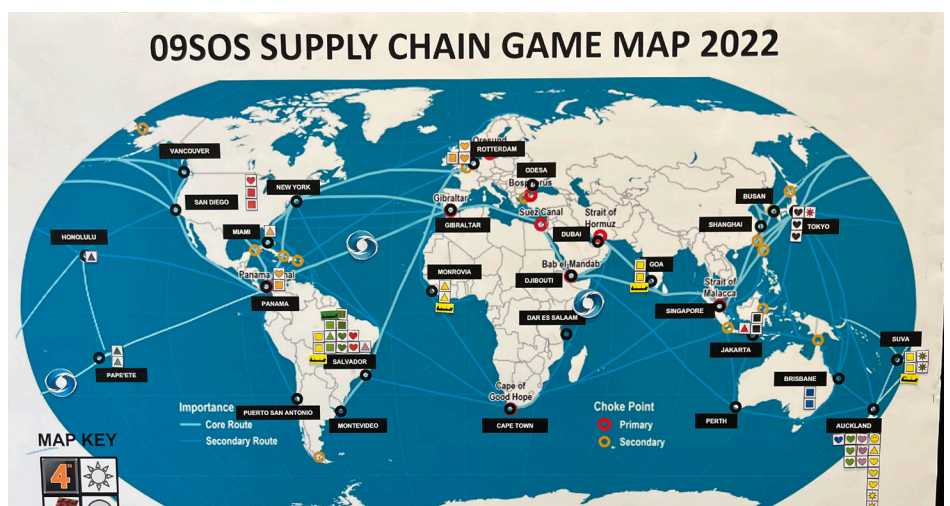 09SOS SUPPLY CHAIN GAME MAP 2022
VANCOUVER
ROTTERDAM
ODESA
Bosphorus
NEW YORK
SAN DIEGO
BUSAN
Gibraltar
GIBRALTAR
Suez Canal
Strait of
Hormuz
DUBAI
SHANGHAI
TOKYO
MIAMI
HONOLULU
MONROVIA
Bab el-Mandab
DJIBOUTI
GOA
Strait of
Malacca
SINGAPORE
PANAMA
DAR ES SALAAM
JAKARTA
SUVA
SALVADOR
PAPE'ETE
BRISBANE
Cape of
Good Hope
CAPE TOWN
PERTH
AUCKLAND
PUERTO SAN ANTONIO
MONTEVIDEO
Importance
Core Route
Secondary Route
Choke Point
Primary
Secondary
MAP KEY
4